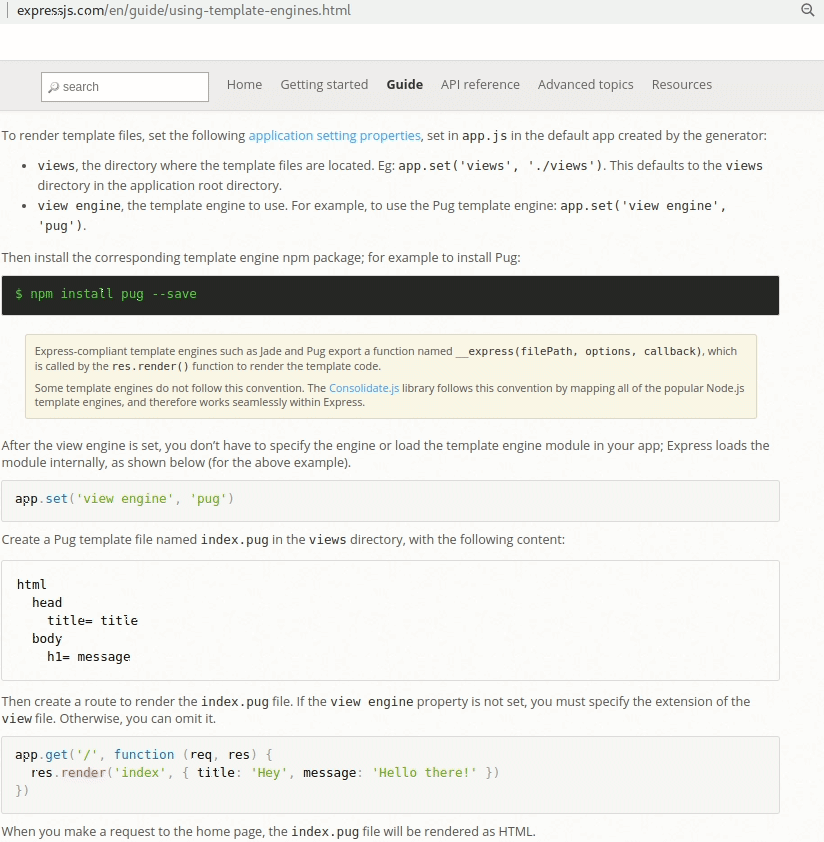 expressjs.com/en/guide/using-template-engines.html
search Home Getting started Guide API reference Advanced topics Resources
To render template files, set the following application setting properties, set in app.js in the default app created by the generator:
• views, the directory where the template files are located. Eg: app.set('views', './views'). This defaults to the views
directory in the application root directory.
• view engine, the template engine to use. For example, to use the Pug template engine: app.set('view engine',
'pug').
Then install the corresponding template engine npm package; for example to install Pug:
$ npm install pug --save
Express-compliant template engines such as Jade and Pug export a function named __express(filePath, options, callback), which
is called by the res.render() function to render the template code.
Some template engines do not follow this convention. The Consolidate.js library follows this convention by mapping all of the popular Node.js
template engines, and therefore works seamlessly within Express.
After the view engine is set, you don’t have to specify the engine or load the template engine module in your app; Express loads the
module internally, as shown below (for the above example).
app.set('view engine', 'pug')
Create a Pug template file named index.pug in the views directory, with the following content:
html
  head
    title= title
  body
    h1= message
Then create a route to render the index.pug file. If the view engine property is not set, you must specify the extension of the
view file. Otherwise, you can omit it.
app.get('/', function (req, res) {
  res.render('index', { title: 'Hey', message: 'Hello there!' })
})
When you make a request to the home page, the index.pug file will be rendered as HTML.